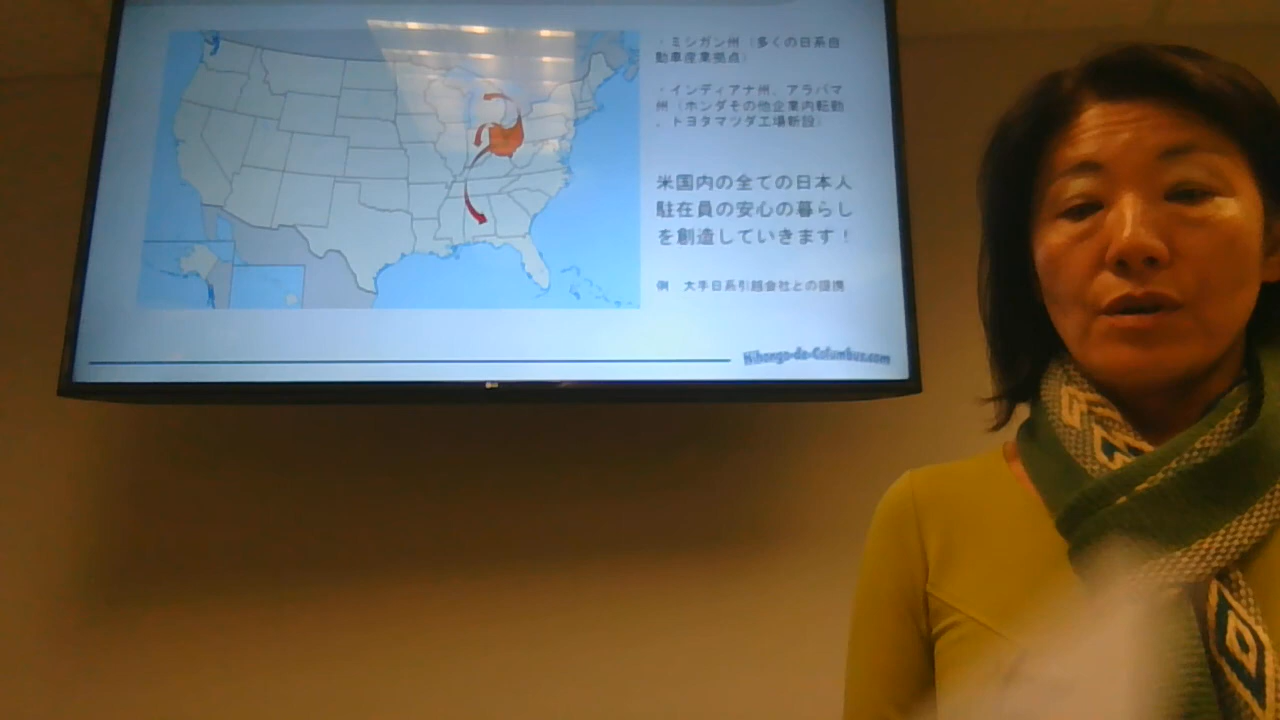 ・ミシガン州（多くの日系自
動車産業拠点）
・インディアナ州、アラバマ
州（ホンダその他企業内転勤
、トヨタマツダ工場新設）
米国内の全ての日本人
駐在員の安心の暮らし
を創造していきます！
例　大手日系引越会社との提携
Nihongo-de-Columbus.com
LG